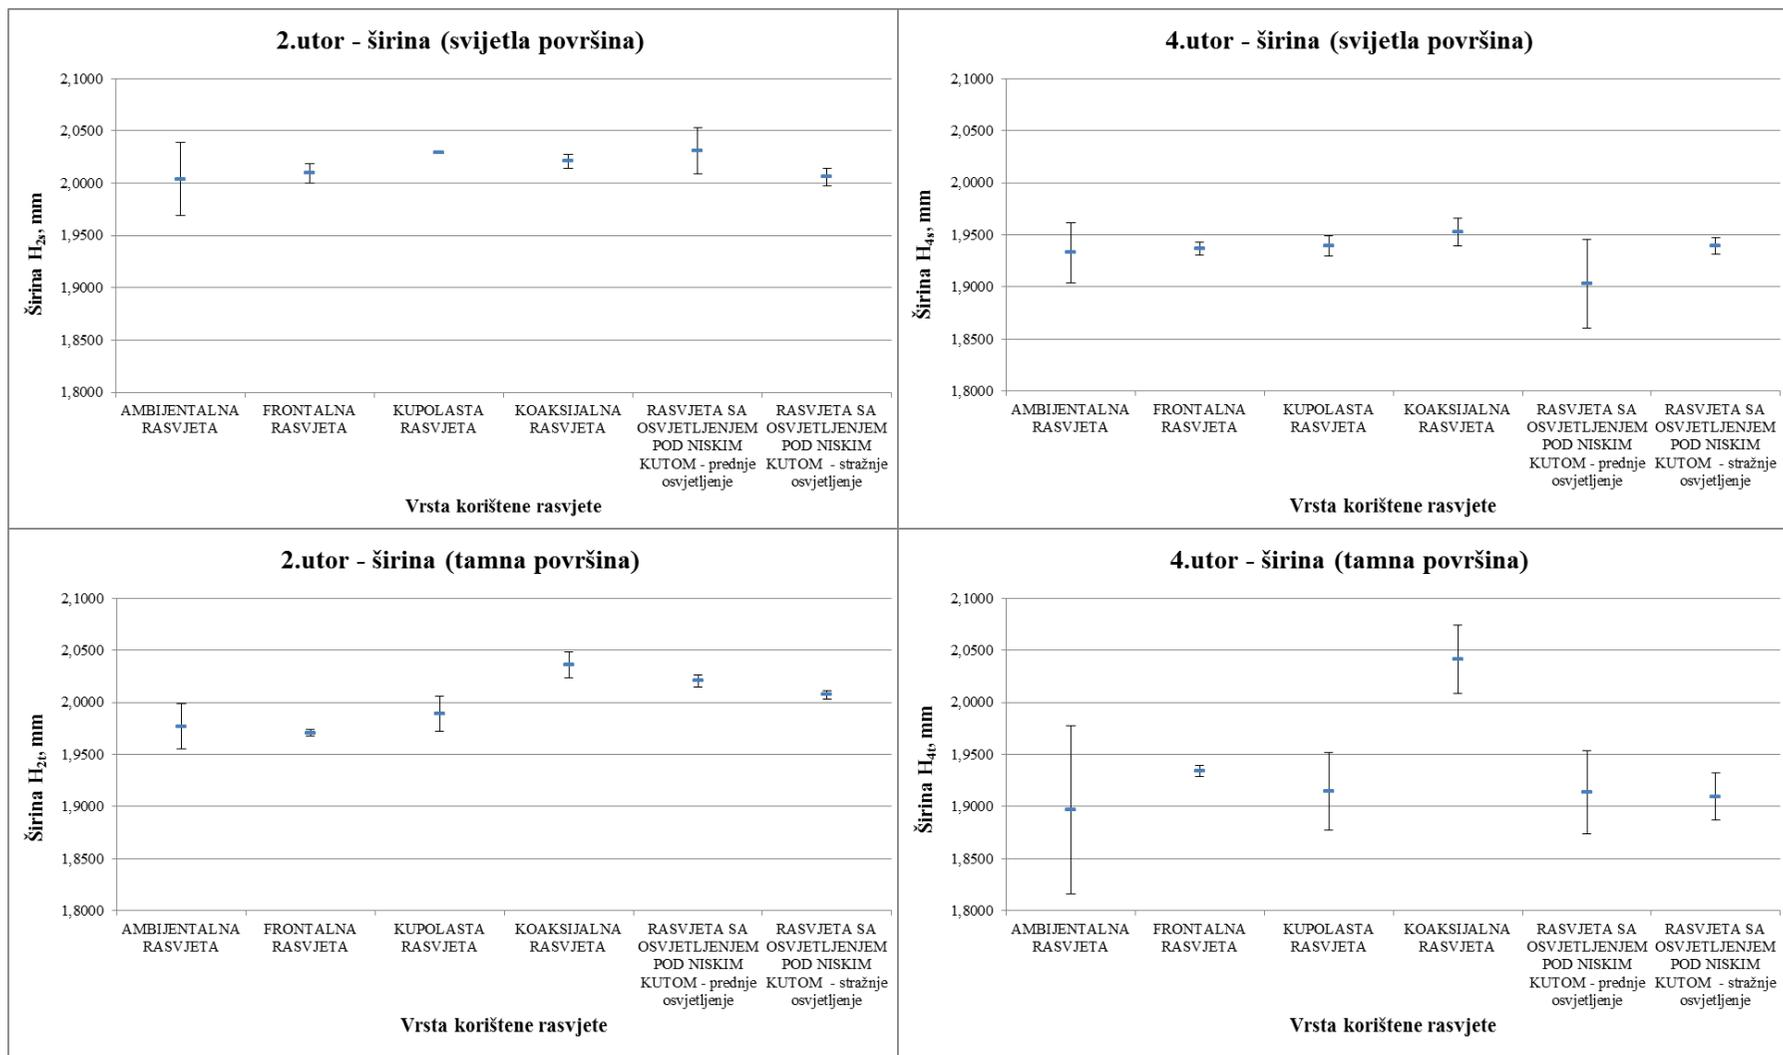 2.utor - širina (svijetla površina)
2,1000
2,0500
2,0000
1,9500
1,9000
1,8500
1,8000
Širina H2s, mm
AMBIJENTALNA
RASVJETA
FRONTALNA
RASVJETA
KUPOLASTA
RASVJETA
KOAKSIJALNA
RASVJETA
RASVJETA SA
OSVJETLJENJEM
POD NISKIM
KUTOM - prednje
osvjetljenje
RASVJETA SA
OSVJETLJENJEM
POD NISKIM
KUTOM - stražnje
osvjetljenje
Vrsta korištene rasvjete
4.utor - širina (svijetla površina)
2,1000
2,0500
2,0000
1,9500
1,9000
1,8500
1,8000
Širina H4s, mm
AMBIJENTALNA
RASVJETA
FRONTALNA
RASVJETA
KUPOLASTA
RASVJETA
KOAKSIJALNA
RASVJETA
RASVJETA SA
OSVJETLJENJEM
POD NISKIM
KUTOM - prednje
osvjetljenje
RASVJETA SA
OSVJETLJENJEM
POD NISKIM
KUTOM - stražnje
osvjetljenje
Vrsta korištene rasvjete
2.utor - širina (tamna površina)
2,1000
2,0500
2,0000
1,9500
1,9000
1,8500
1,8000
Širina H2t, mm
AMBIJENTALNA
RASVJETA
FRONTALNA
RASVJETA
KUPOLASTA
RASVJETA
KOAKSIJALNA
RASVJETA
RASVJETA SA
OSVJETLJENJEM
POD NISKIM
KUTOM - prednje
osvjetljenje
RASVJETA SA
OSVJETLJENJEM
POD NISKIM
KUTOM - stražnje
osvjetljenje
Vrsta korištene rasvjete
4.utor - širina (tamna površina)
2,1000
2,0500
2,0000
1,9500
1,9000
1,8500
1,8000
Širina H4t, mm
AMBIJENTALNA
RASVJETA
FRONTALNA
RASVJETA
KUPOLASTA
RASVJETA
KOAKSIJALNA
RASVJETA
RASVJETA SA
OSVJETLJENJEM
POD NISKIM
KUTOM - prednje
osvjetljenje
RASVJETA SA
OSVJETLJENJEM
POD NISKIM
KUTOM - stražnje
osvjetljenje
Vrsta korištene rasvjete